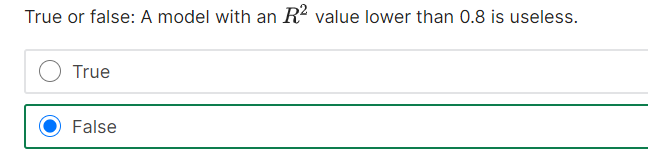 True or false: A model with an R² value lower than 0.8 is useless.
True
False